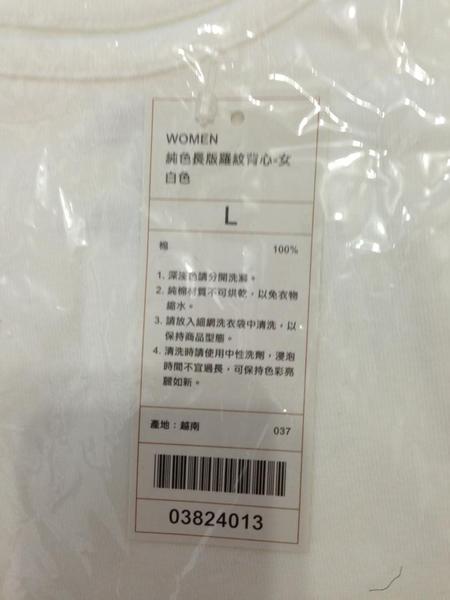 WOMEN
純色長版羅紋背心-女
白色
L
棉 100%
1. 深淺色請分開洗滌。
2. 純棉材質不可烘乾，以免衣物
縮水。
3. 請放入細網洗衣袋中清洗，以
保持商品型態。
4. 清洗時請使用中性洗劑，浸泡
時間不宜過長，可保持色彩亮
麗如新。
產地：越南 037
03824013